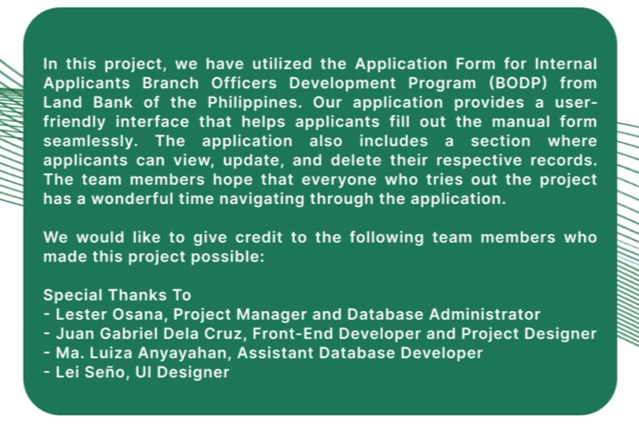 In this project, we have utilized the Application Form for Internal
Applicants Branch Officers Development Program (BODP) from
Land Bank of the Philippines. Our application provides a user-
friendly interface that helps applicants fill out the manual form
seamlessly. The application also includes a section where
applicants can view, update, and delete their respective records.
The team members hope that everyone who tries out the project
has a wonderful time navigating through the application.
We would like to give credit to the following team members who
made this project possible:
Special Thanks To
- Lester Osana, Project Manager and Database Administrator
- Juan Gabriel Dela Cruz, Front-End Developer and Project Designer
- Ma. Luiza Anyayahan, Assistant Database Developer
- Lei Seño, UI Designer